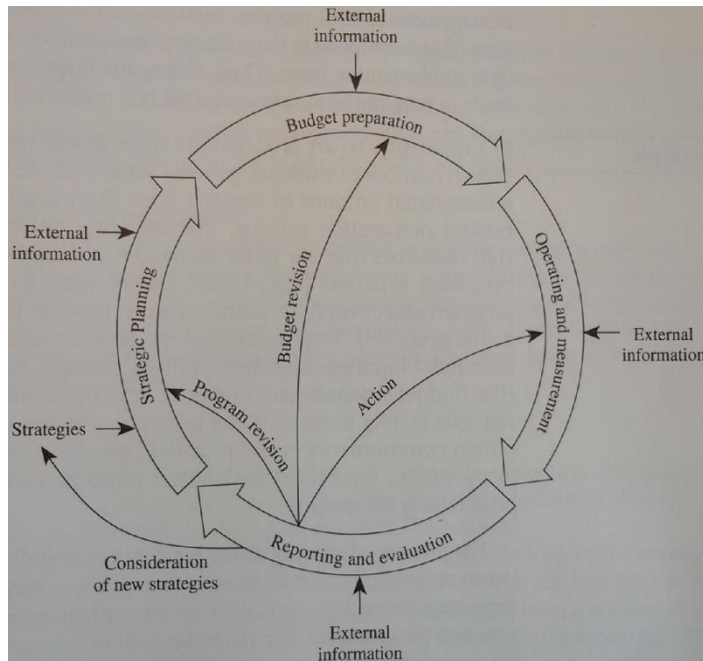 External
information
Budget preparation
External
information
Strategic Planning
Budget revision
Operating and measurement
External
information
Program revision
Action
Strategies
Reporting and evaluation
Consideration
of new strategies
External
information